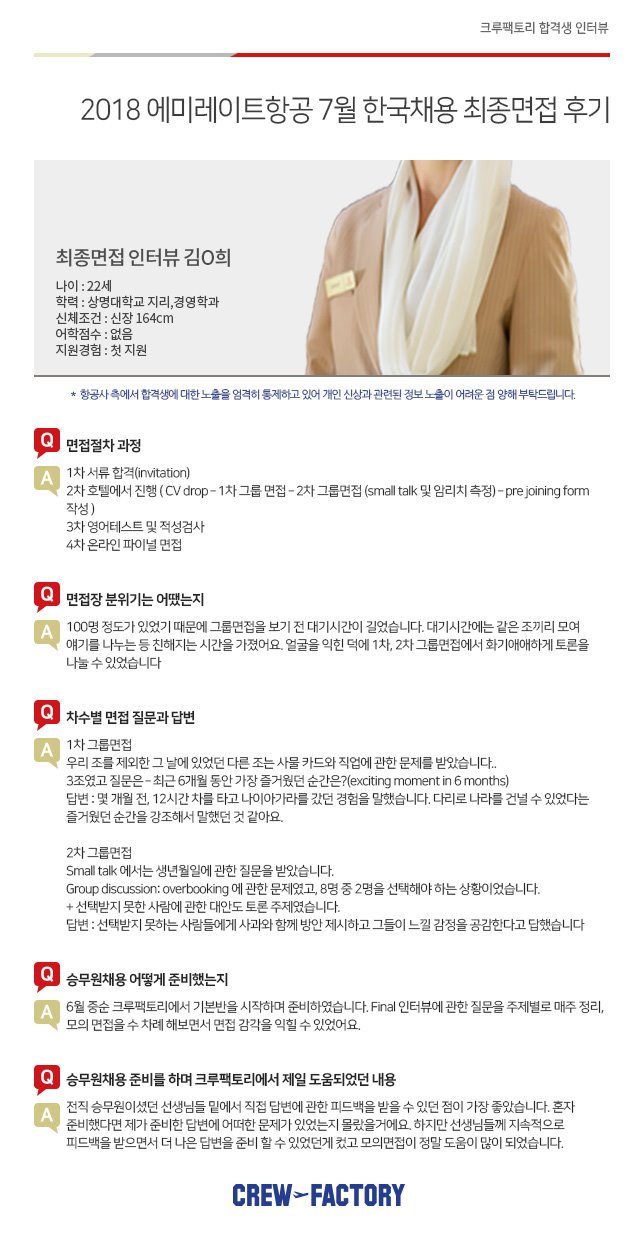 크루팩토리 합격생 인터뷰
2018 에미레이트항공 7월 한국채용 최종면접 후기
최종면접 인터뷰 김O희
나이 : 22세
학력 : 상명대학교 지리,경영학과
신체조건 : 신장 164cm
어학점수 : 없음
지원경험 : 첫 지원
* 항공사 측에서 합격생에 대한 노출을 엄격히 통제하고 있어 개인 신상과 관련된 정보 노출이 어려운 점 양해 부탁드립니다.
Q 면접절차 과정
A 1차 서류 합격(invitation)
2차 호텔에서 진행 ( CV drop – 1차 그룹 면접 – 2차 그룹면접 (small talk 및 암리치 측정) – pre joining form
작성 )
3차 영어테스트 및 적성검사
4차 온라인 파이널 면접
Q 면접장 분위기는 어땠는지
A 100명 정도가 있었기 때문에 그룹면접을 보기 전 대기시간이 길었습니다. 대기시간에는 같은 조끼리 모여
얘기를 나누는 등 친해지는 시간을 가졌어요. 얼굴을 익힌 덕에 1차, 2차 그룹면접에서 화기애애하게 토론을
나눌 수 있었습니다
Q 차수별 면접 질문과 답변
A 1차 그룹면접
우리 조를 제외한 그 날에 있었던 다른 조는 사물 카드와 직업에 관한 문제를 받았습니다..
3조였고 질문은 – 최근 6개월 동안 가장 즐거웠던 순간은?(exciting moment in 6 months)
답변 : 몇 개월 전, 12시간 차를 타고 나이아가라를 갔던 경험을 말했습니다. 다리로 나라를 건널 수 있었다는
즐거웠던 순간을 강조해서 말했던 것 같아요.
2차 그룹면접
Small talk 에서는 생년월일에 관한 질문을 받았습니다.
Group discussion: overbooking 에 관한 문제였고, 8명 중 2명을 선택해야 하는 상황이었습니다.
+ 선택받지 못한 사람에 관한 대안도 토론 주제였습니다.
답변 : 선택받지 못하는 사람들에게 사과와 함께 방안 제시하고 그들이 느낄 감정을 공감한다고 답했습니다
Q 승무원채용 어떻게 준비했는지
A 6월 중순 크루팩토리에서 기본반을 시작하며 준비하였습니다. Final 인터뷰에 관한 질문을 주제별로 매주 정리,
모의 면접을 수 차례 해보면서 면접 감각을 익힐 수 있었어요.
Q 승무원채용 준비를 하며 크루팩토리에서 제일 도움되었던 내용
A 전직 승무원이셨던 선생님들 밑에서 직접 답변에 관한 피드백을 받을 수 있던 점이 가장 좋았습니다. 혼자
준비했다면 제가 준비한 답변에 어떠한 문제가 있었는지 몰랐을거에요. 하지만 선생님들께 지속적으로
피드백을 받으면서 더 나은 답변을 준비 할 수 있었던게 컸고 모의면접이 정말 도움이 많이 되었습니다.
CREW FACTORY